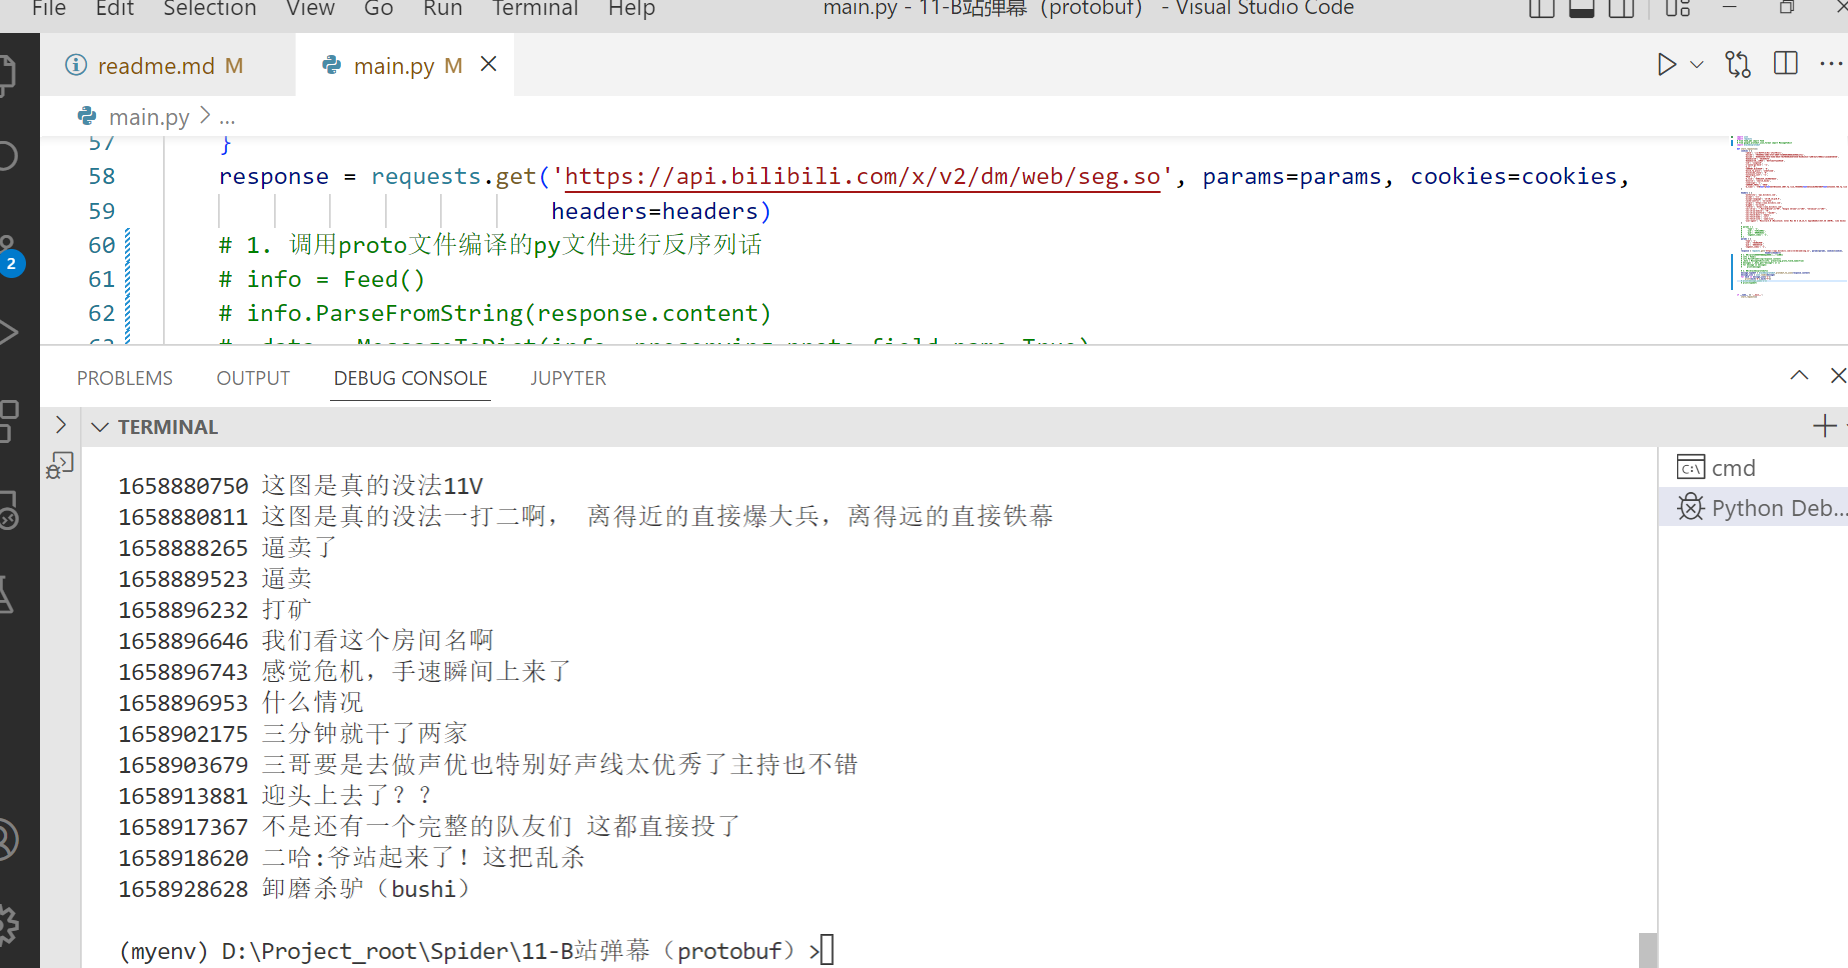 File Edit Selection View Go Run Terminal Help main.py - 11-B站弹幕（protobuf） - Visual Studio Code
readme.md M main.py M
main.py > ...
57 }
58 response = requests.get('https://api.bilibili.com/x/v2/dm/web/seg.so', params=params, cookies=cookies,
59 headers=headers)
60 # 1. 调用proto文件编译的py文件进行反序列话
61 # info = Feed()
62 # info.ParseFromString(response.content)
63 # data = MessageToDict(info, preserving_proto_field_name=True)
PROBLEMS OUTPUT DEBUG CONSOLE JUPYTER
TERMINAL
cmd
Python Deb...
2
1658880750 这图是真的没法11V
1658880811 这图是真的没法一打二啊， 离得近的直接爆大兵，离得远的直接铁幕
1658888265 逼卖了
1658889523 逼卖
1658896232 打矿
1658896646 我们看这个房间名啊
1658896743 感觉危机，手速瞬间上来了
1658896953 什么情况
1658902175 三分钟就干了两家
1658903679 三哥要是去做声优也特别好声线太优秀了主持也不错
1658913881 迎头上去了？？
1658917367 不是还有一个完整的队友们 这都直接投了
1658918620 二哈:爷站起来了！这把乱杀
1658928628 卸磨杀驴（bushi）
(myenv) D:\Project_root\Spider\11-B站弹幕（protobuf）>